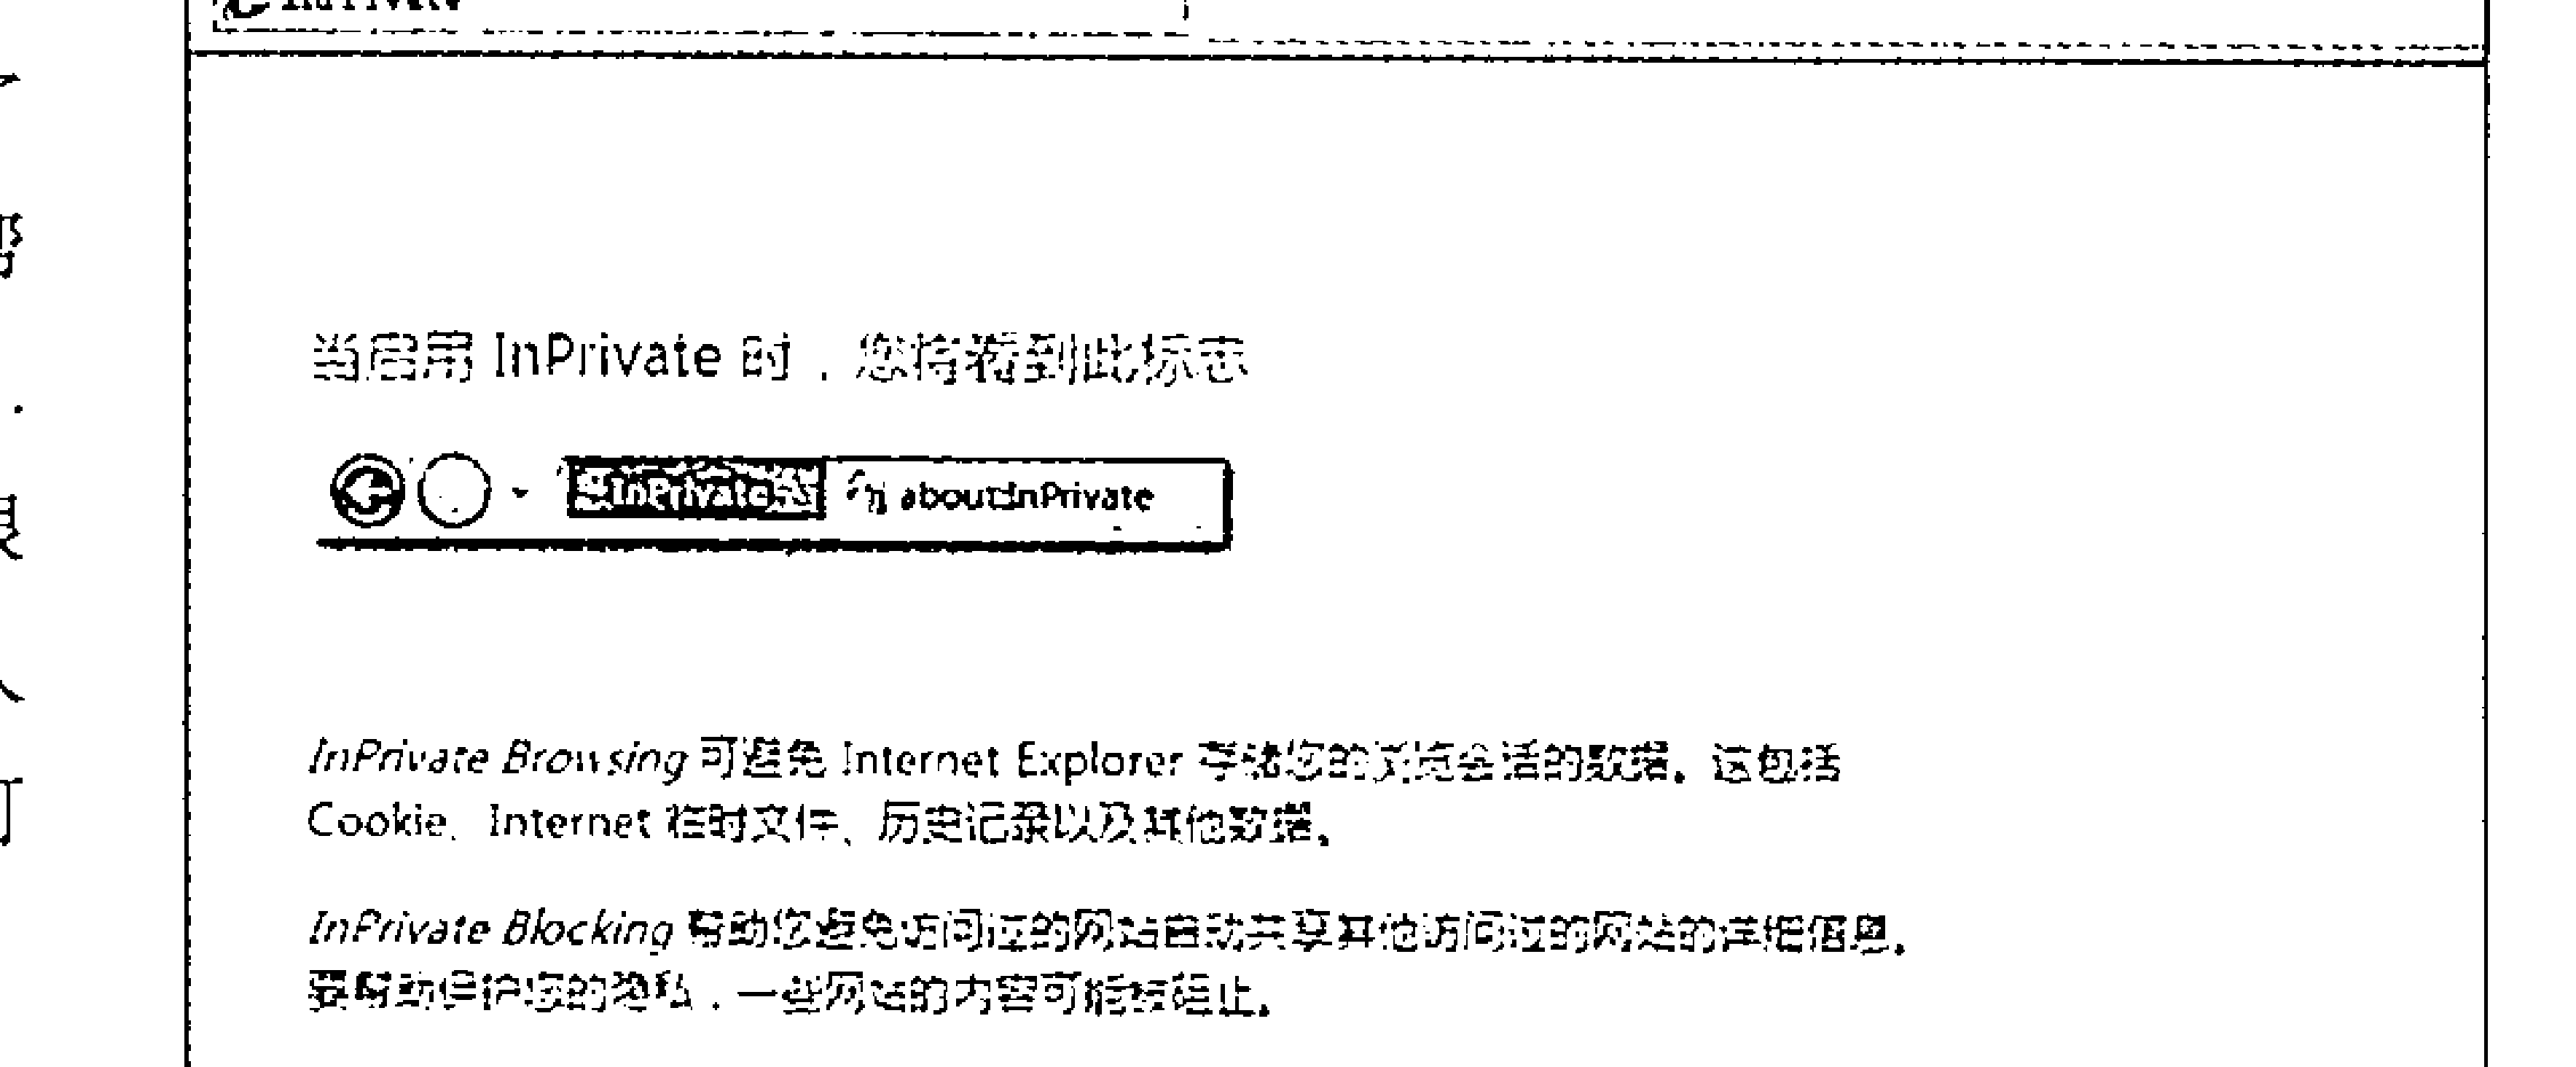 InPrivate
当启用 InPrivate 时，您将看到此标志
InPrivate about:InPrivate
InPrivate Browsing 可避免 Internet Explorer 存储您的浏览会话的数据。这包括
Cookie、Internet 临时文件、历史记录以及其他数据。
InPrivate Blocking 帮助您避免访问过的网站自动共享其他访问过的网站的详细信息。
要帮助保护您的隐私，一些网站的内容可能被阻止。